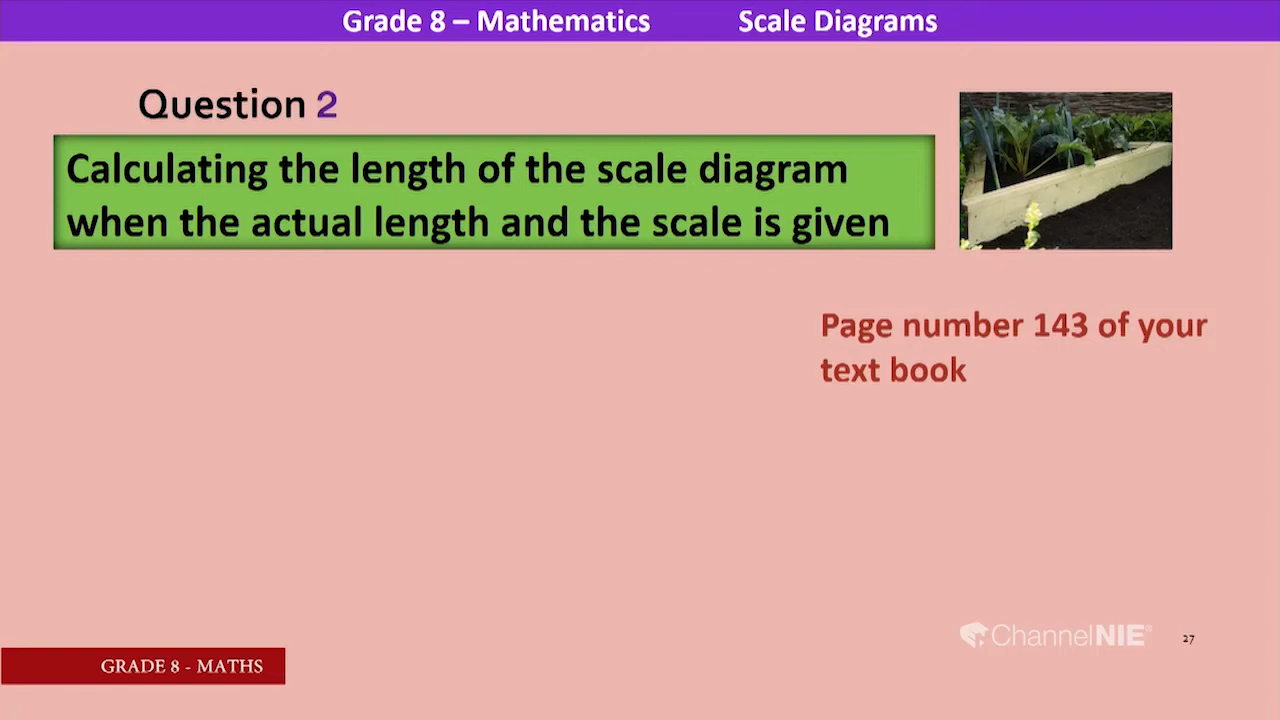 Grade 8 – Mathematics Scale Diagrams
Question 2
Calculating the length of the scale diagram
when the actual length and the scale is given
Page number 143 of your
text book
ChannelNIE
27
GRADE 8 - MATHS